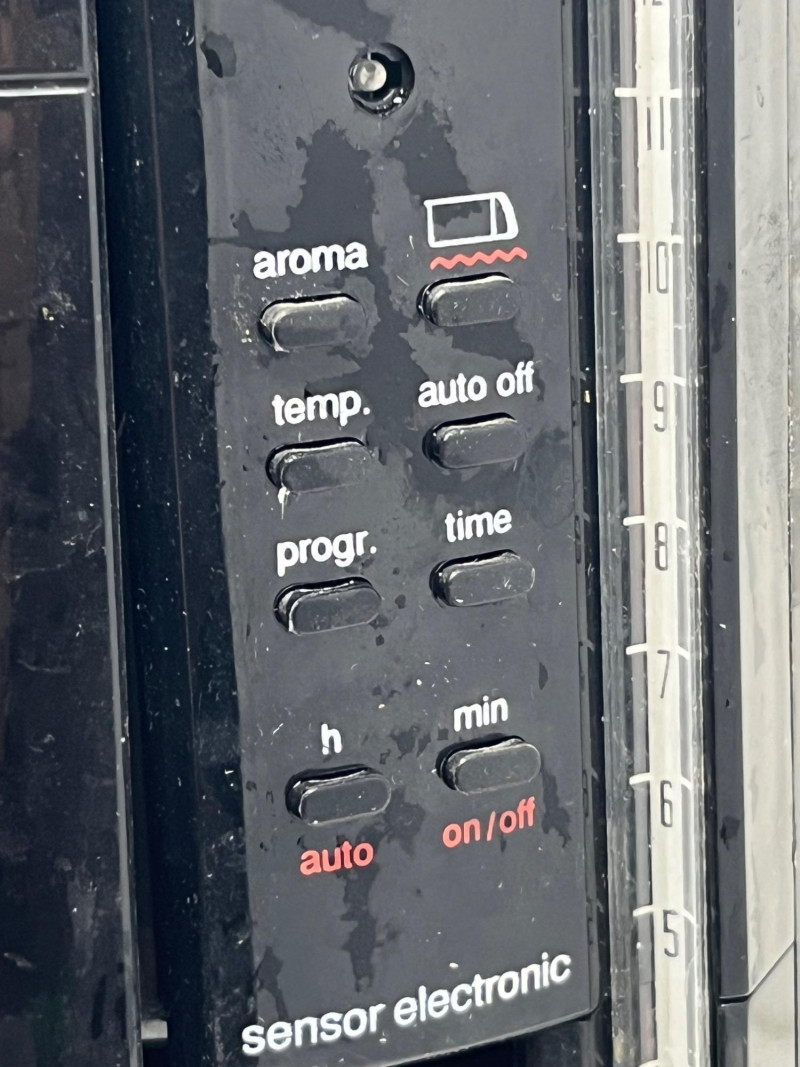 aroma
temp. auto off
progr. time
h min
auto on/off
sensor electronic
11
10
9
8
7
6
5